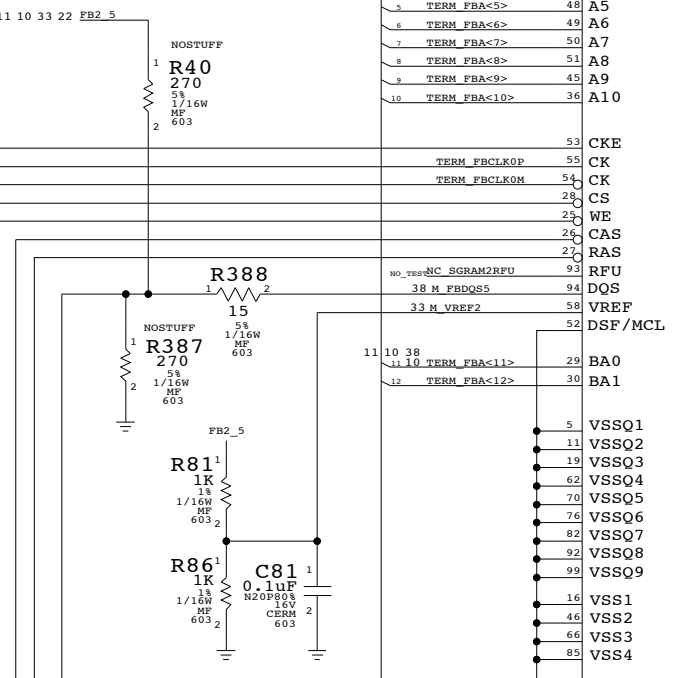 5 TERM_FBA<5> 48 A5
11 10 33 22 FB2_5
6 TERM_FBA<6> 49 A6
7 TERM_FBA<7> 50 A7
NOSTUFF
8 TERM_FBA<8> 51 A8
1 R40
270
9 TERM_FBA<9> 45 A9
5%
10 TERM_FBA<10> 36 A10
1/16W
MF
2 603
53 CKE
TERM_FBCLK0P 55 CK
TERM_FBCLK0M 54 CK
28 CS
25 WE
26 CAS
27 RAS
NO_TEST NC_SGRAM2RFU 93 RFU
R388
1 2 38 M_FBDQS5 94 DQS
15
33 M_VREF2 58 VREF
5%
1/16W
MF
603
52 DSF/MCL
NOSTUFF
1 R387
270
5%
1/16W
2 MF
603
11 10 38
11 10 TERM_FBA<11> 29 BA0
12 TERM_FBA<12> 30 BA1
FB2_5
5 VSSQ1
11 VSSQ2
19 VSSQ3
62 VSSQ4
70 VSSQ5
76 VSSQ6
82 VSSQ7
92 VSSQ8
99 VSSQ9
R81 1
1K
1%
1/16W
MF
603 2
R86 1
1K
1%
1/16W
MF
603 2
C81 1
0.1uF
N20P80%
16V 2
CERM
603
16 VSS1
46 VSS2
66 VSS3
85 VSS4